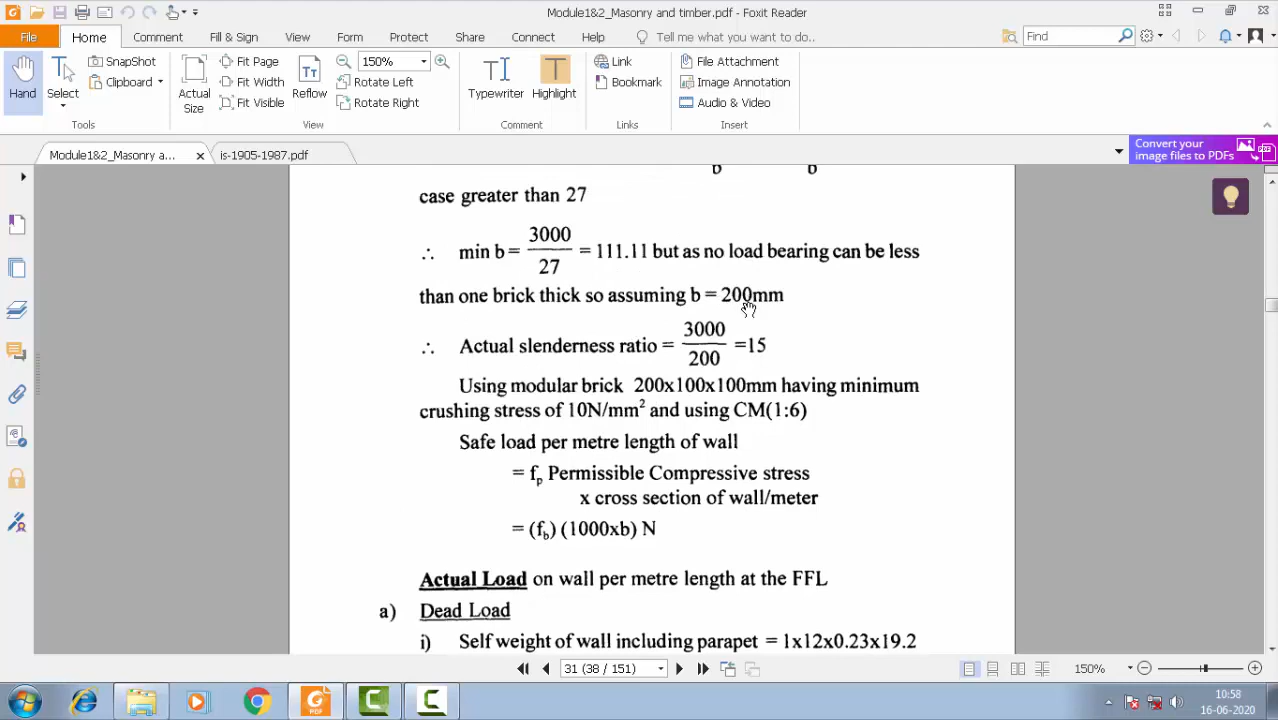 Module1&2_Masonry and timber.pdf - Foxit Reader
File Home Comment Fill & Sign View Form Protect Share Connect Help Tell me what you want to do.. Find
Hand
Select
SnapShot
Clipboard
Tools
Actual Size
Fit Page
Fit Width
Fit Visible
Reflow
150%
Rotate Left
Rotate Right
View
Typewriter
Highlight
Comment
Link
Bookmark
Links
File Attachment
Image Annotation
Audio & Video
Insert
Module1&2_Masonry a... is-1905-1987.pdf
Convert your
image files to PDFs
b b
case greater than 27
∴ min b = 3000/27 = 111.11 but as no load bearing can be less
than one brick thick so assuming b = 200mm
∴ Actual slenderness ratio = 3000/200 =15
Using modular brick 200x100x100mm having minimum
crushing stress of 10N/mm² and using CM(1:6)
Safe load per metre length of wall
= fp Permissible Compressive stress
x cross section of wall/meter
= (fb) (1000xb) N
Actual Load on wall per metre length at the FFL
a) Dead Load
i) Self weight of wall including parapet = 1x12x0.23x19.2
31 (38 / 151) 150%
10:58
16-06-2020